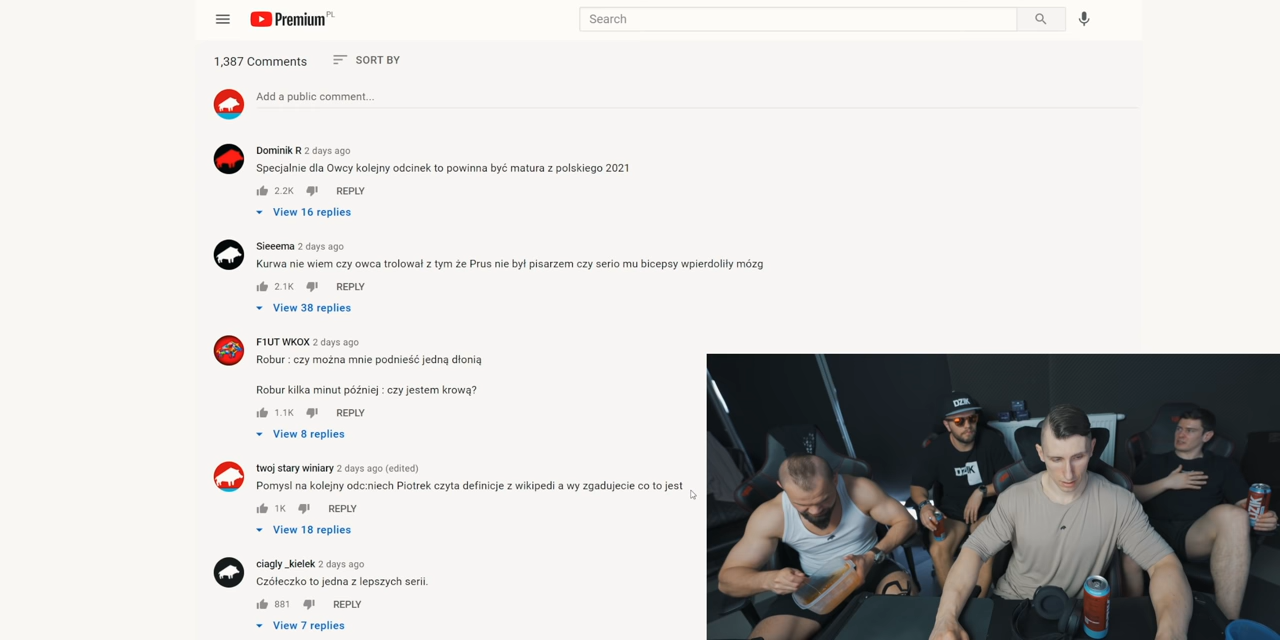 Premium PL
Search
1,387 Comments
SORT BY
Add a public comment...
Dominik R 2 days ago
Specjalnie dla Owcy kolejny odcinek to powinna być matura z polskiego 2021
2.2K REPLY
View 16 replies
Sieeema 2 days ago
Kurwa nie wiem czy owca trolował z tym że Prus nie był pisarzem czy serio mu bicepsy wpierdoliły mózg
2.1K REPLY
View 38 replies
F1UT WKOX 2 days ago
Robur : czy można mnie podnieść jedną dłonią
Robur kilka minut później : czy jestem krową?
1.1K REPLY
View 8 replies
twoj stary winiary 2 days ago (edited)
Pomysl na kolejny odc:niech Piotrek czyta definicje z wikipedi a wy zgadujecie co to jest
1K REPLY
View 18 replies
ciagly _kielek 2 days ago
Czółeczko to jedna z lepszych serii.
881 REPLY
View 7 replies
DZIK
DZIK
DZIK